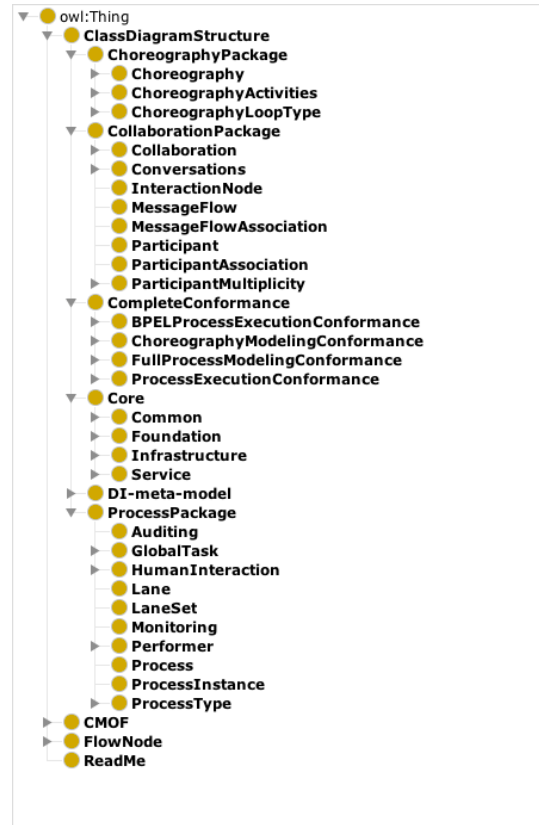 owl:Thing
ClassDiagramStructure
ChoreographyPackage
Choreography
ChoreographyActivities
ChoreographyLoopType
CollaborationPackage
Collaboration
Conversations
InteractionNode
MessageFlow
MessageFlowAssociation
Participant
ParticipantAssociation
ParticipantMultiplicity
CompleteConformance
BPELProcessExecutionConformance
ChoreographyModelingConformance
FullProcessModelingConformance
ProcessExecutionConformance
Core
Common
Foundation
Infrastructure
Service
DI-meta-model
ProcessPackage
Auditing
GlobalTask
HumanInteraction
Lane
LaneSet
Monitoring
Performer
Process
ProcessInstance
ProcessType
CMOF
FlowNode
ReadMe